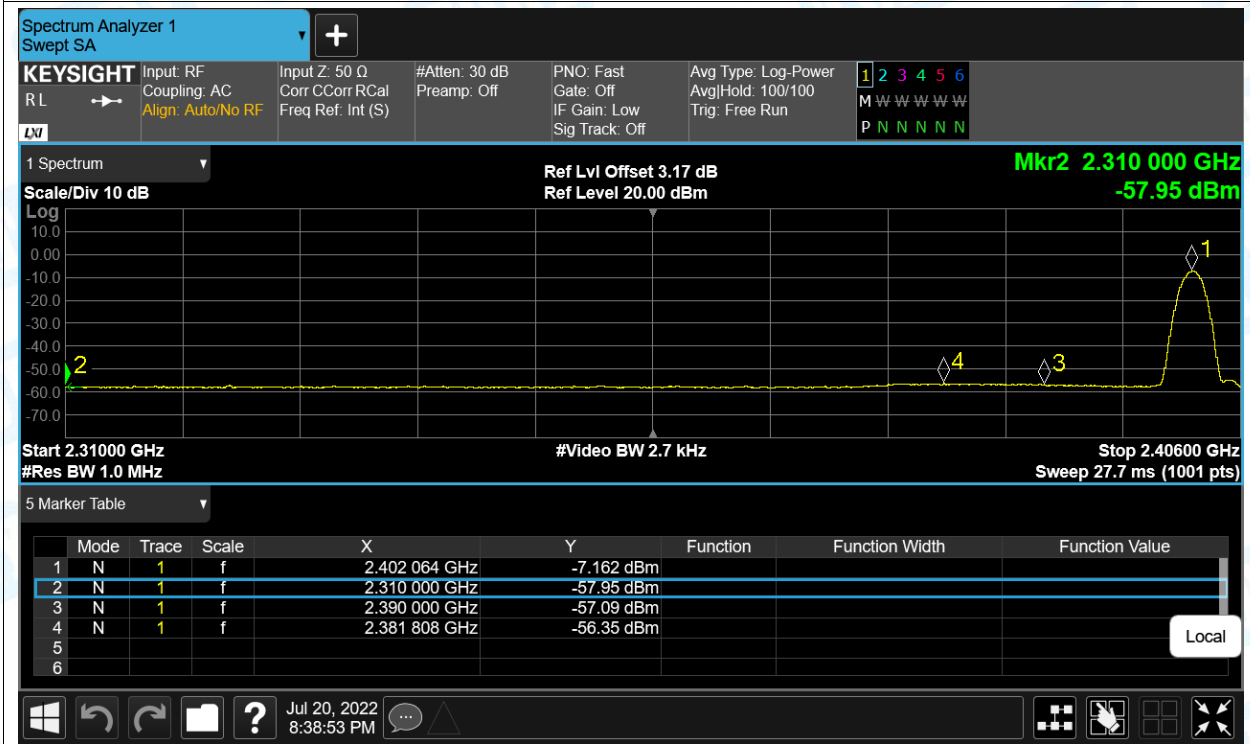 Spectrum Analyzer 1
Swept SA
+
KEYSIGHT Input: RF Input Z: 50 Ω #Atten: 30 dB PNO: Fast Avg Type: Log-Power 1 2 3 4 5 6
R L Coupling: AC Corr CCorr RCal Preamp: Off Gate: Off Avg|Hold: 100/100 M W W W W W W
Align: Auto/No RF Freq Ref: Int (S) IF Gain: Low Trig: Free Run
LXI Sig Track: Off P N N N N N N
1 Spectrum Ref Lvl Offset 3.17 dB Mkr2 2.310 000 GHz
Scale/Div 10 dB Ref Level 20.00 dBm -57.95 dBm
Log
10.0
0.00 1
-10.0
-20.0
-30.0
-40.0
-50.0 2 4 3
-60.0
-70.0
Start 2.31000 GHz #Video BW 2.7 kHz Stop 2.40600 GHz
#Res BW 1.0 MHz Sweep 27.7 ms (1001 pts)
5 Marker Table
Mode Trace Scale X Y Function Function Width Function Value
1 N 1 f 2.402 064 GHz -7.162 dBm
2 N 1 f 2.310 000 GHz -57.95 dBm
3 N 1 f 2.390 000 GHz -57.09 dBm
4 N 1 f 2.381 808 GHz -56.35 dBm
5
6
Local
? Jul 20, 2022
8:38:53 PM